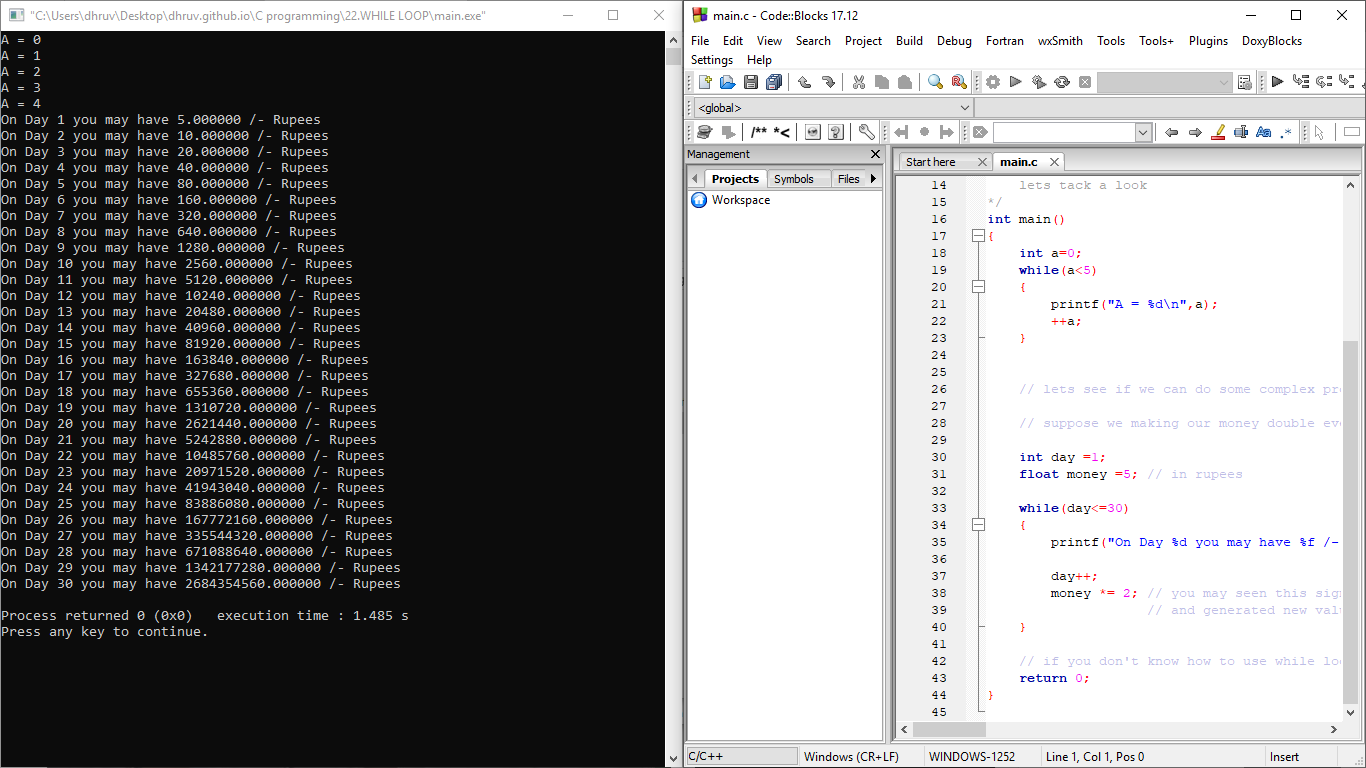 "C:\Users\dhruv\Desktop\dhruv.github.io\C programming\22.WHILE LOOP\main.exe"
A = 0
A = 1
A = 2
A = 3
A = 4
On Day 1 you may have 5.000000 /- Rupees
On Day 2 you may have 10.000000 /- Rupees
On Day 3 you may have 20.000000 /- Rupees
On Day 4 you may have 40.000000 /- Rupees
On Day 5 you may have 80.000000 /- Rupees
On Day 6 you may have 160.000000 /- Rupees
On Day 7 you may have 320.000000 /- Rupees
On Day 8 you may have 640.000000 /- Rupees
On Day 9 you may have 1280.000000 /- Rupees
On Day 10 you may have 2560.000000 /- Rupees
On Day 11 you may have 5120.000000 /- Rupees
On Day 12 you may have 10240.000000 /- Rupees
On Day 13 you may have 20480.000000 /- Rupees
On Day 14 you may have 40960.000000 /- Rupees
On Day 15 you may have 81920.000000 /- Rupees
On Day 16 you may have 163840.000000 /- Rupees
On Day 17 you may have 327680.000000 /- Rupees
On Day 18 you may have 655360.000000 /- Rupees
On Day 19 you may have 1310720.000000 /- Rupees
On Day 20 you may have 2621440.000000 /- Rupees
On Day 21 you may have 5242880.000000 /- Rupees
On Day 22 you may have 10485760.000000 /- Rupees
On Day 23 you may have 20971520.000000 /- Rupees
On Day 24 you may have 41943040.000000 /- Rupees
On Day 25 you may have 83886080.000000 /- Rupees
On Day 26 you may have 167772160.000000 /- Rupees
On Day 27 you may have 335544320.000000 /- Rupees
On Day 28 you may have 671088640.000000 /- Rupees
On Day 29 you may have 1342177280.000000 /- Rupees
On Day 30 you may have 2684354560.000000 /- Rupees
Process returned 0 (0x0)   execution time : 1.485 s
Press any key to continue.
main.c - Code::Blocks 17.12
File Edit View Search Project Build Debug Fortran wxSmith Tools Tools+ Plugins DoxyBlocks
Settings Help
<global>
/** *<
Management
Projects Symbols Files
Workspace
Start here main.c
14 lets tack a look
15 */
16 int main()
17 {
18 int a=0;
19 while(a<5)
20 {
21 printf("A = %d\n",a);
22 ++a;
23 }
24
25
26 // lets see if we can do some complex pr
27
28 // suppose we making our money double ev
29
30 int day =1;
31 float money =5; // in rupees
32
33 while(day<=30)
34 {
35 printf("On Day %d you may have %f /-
36
37 day++;
38 money *= 2; // you may seen this sig
39 // and generated new val
40 }
41
42 // if you don't know how to use while lo
43 return 0;
44 }
45
C/C++ Windows (CR+LF) WINDOWS-1252 Line 1, Col 1, Pos 0 Insert